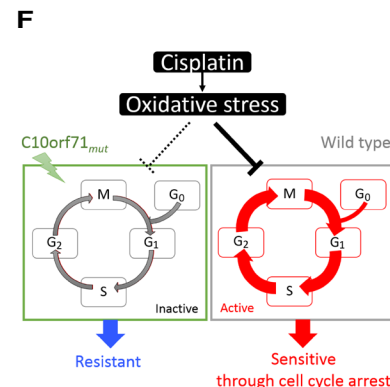 F
Cisplatin
Oxidative stress
C10orf71mut
Wild type
M
G0
G2
G1
S
Inactive
M
G0
G2
G1
S
Active
Resistant
Sensitive
through cell cycle arrest